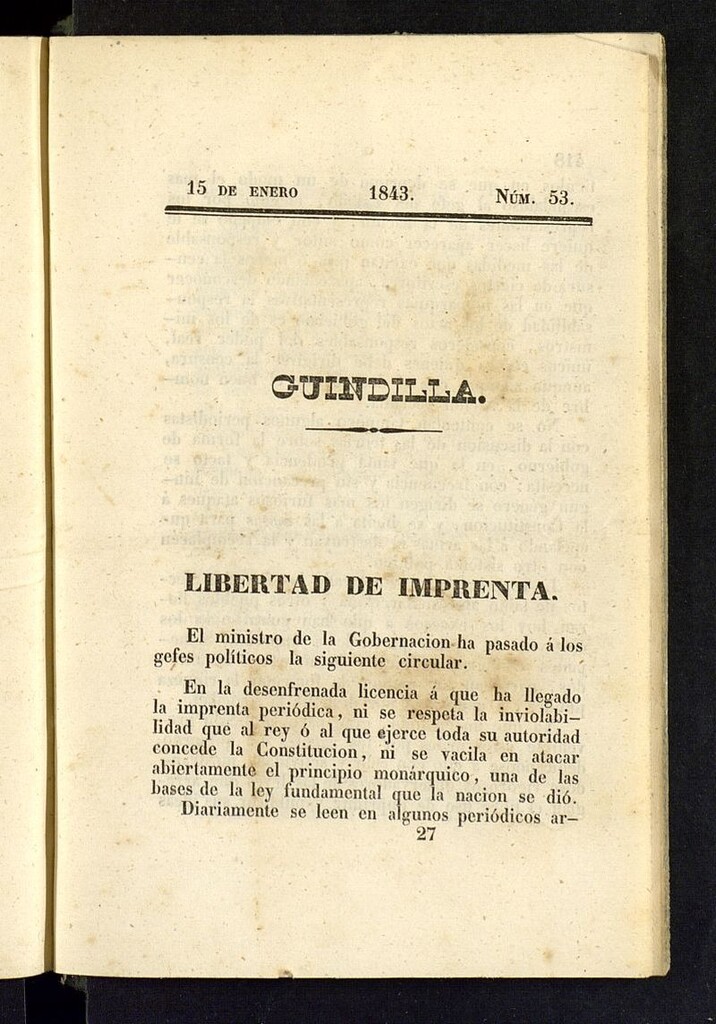 15 DE ENERO 1843. NÚM. 53.
GUINDILLA.
LIBERTAD DE IMPRENTA.
El ministro de la Gobernacion ha pasado á los
gefes políticos la siguiente circular.
En la desenfrenada licencia á que ha llegado
la imprenta periódica, ni se respeta la inviolabi–
lidad que al rey ó al que ejerce toda su autoridad
concede la Constitucion, ni se vacila en atacar
abiertamente el principio monárquico, una de las
bases de la ley fundamental que la nacion se dió.
Diariamente se leen en algunos periódicos ar–
27